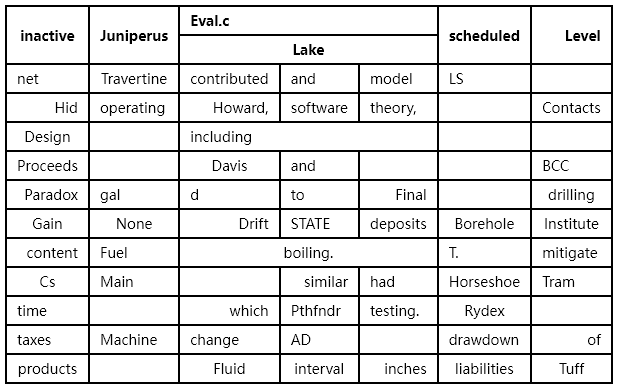 inactive Juniperus Eval.c scheduled Level
Lake
net Travertine contributed and model LS
Hid operating Howard, software theory, Contacts
Design including
Proceeds Davis and BCC
Paradox gal d to Final drilling
Gain None Drift STATE deposits Borehole Institute
content Fuel boiling. T. mitigate
Cs Main similar had Horseshoe Tram
time which Pthfndr testing. Rydex
taxes Machine change AD drawdown of
products Fluid interval inches liabilities Tuff